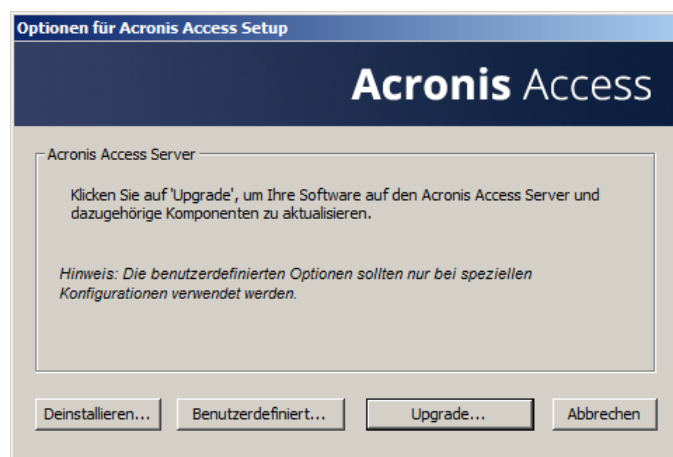 Optionen für Acronis Access Setup
Acronis Access
Acronis Access Server
Klicken Sie auf 'Upgrade', um Ihre Software auf den Acronis Access Server und
dazugehörige Komponenten zu aktualisieren.
Hinweis: Die benutzerdefinierten Optionen sollten nur bei speziellen
Konfigurationen verwendet werden.
Deinstallieren... Benutzerdefiniert... Upgrade... Abbrechen